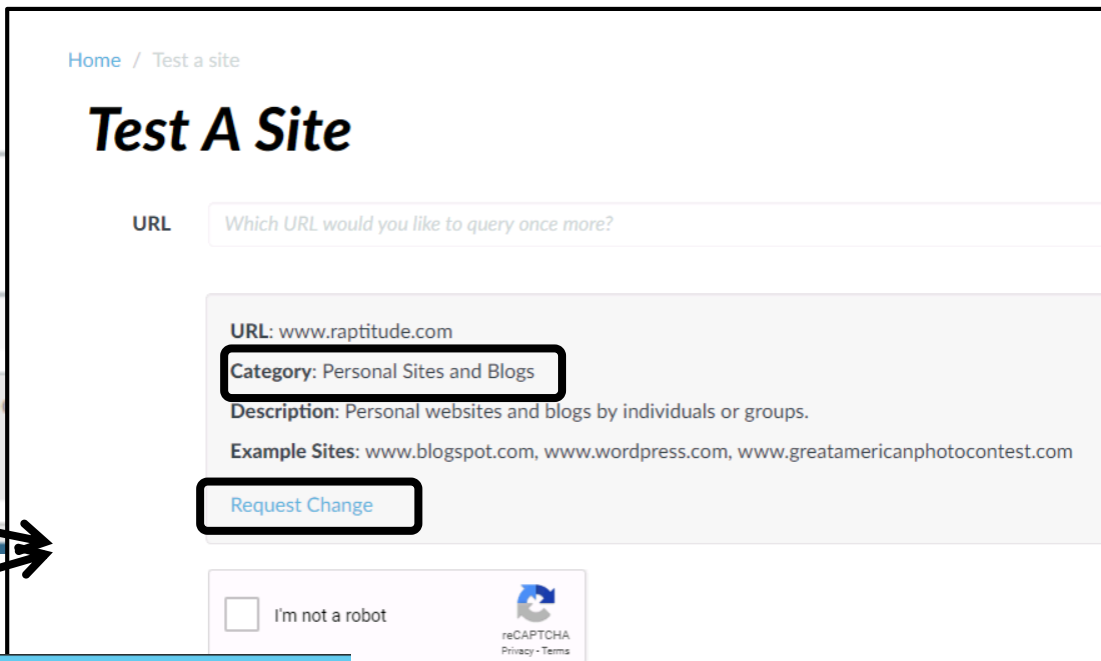 Home / Test a site
Test A Site
URL Which URL would you like to query once more?
URL: www.raptitude.com
Category: Personal Sites and Blogs
Description: Personal websites and blogs by individuals or groups.
Example Sites: www.blogspot.com, www.wordpress.com, www.greatamericanphotocontest.com
Request Change
I'm not a robot
reCAPTCHA
Privacy - Terms